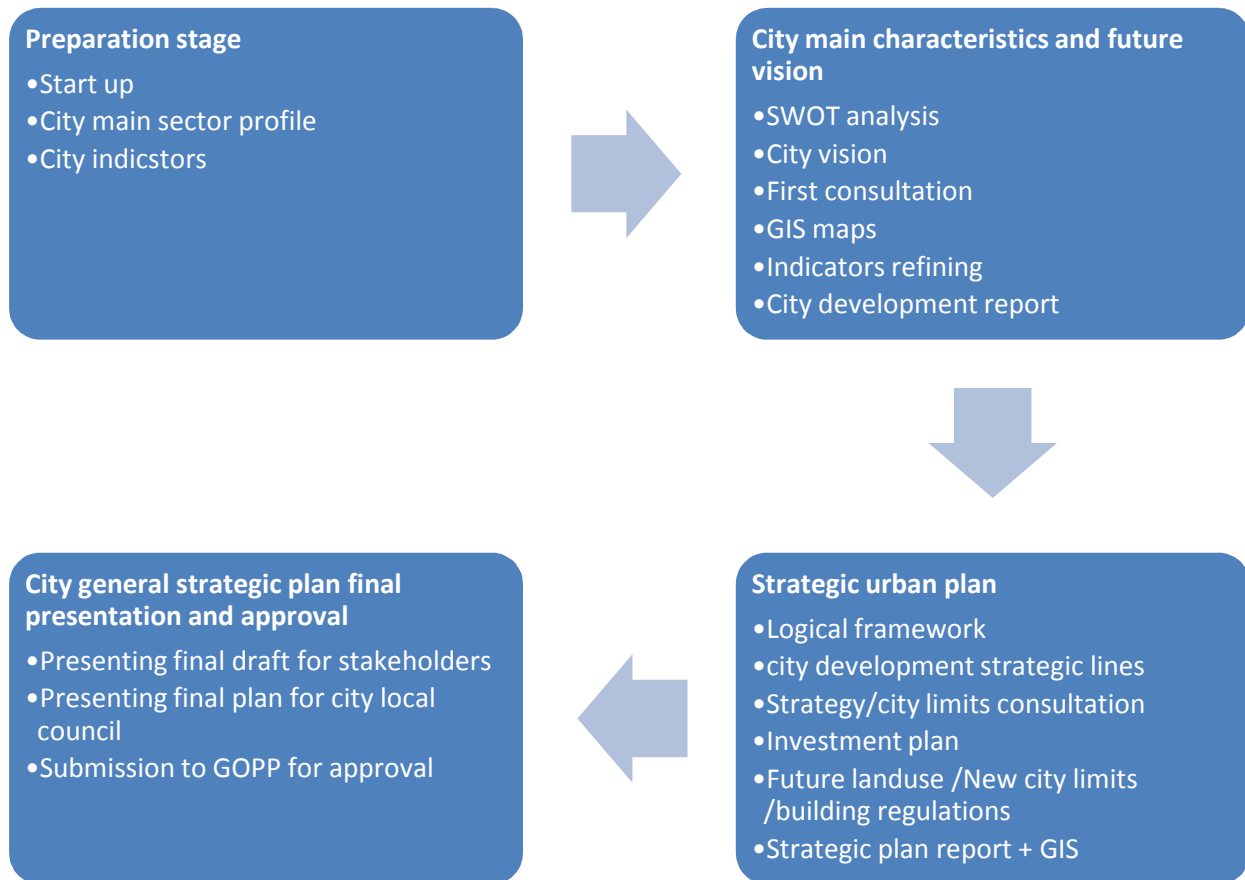 Preparation stage
•Start up
•City main sector profile
•City indicstors
City main characteristics and future
vision
•SWOT analysis
•City vision
•First consultation
•GIS maps
•Indicators refining
•City development report
Strategic urban plan
•Logical framework
•city development strategic lines
•Strategy/city limits consultation
•Investment plan
•Future landuse /New city limits
/building regulations
•Strategic plan report + GIS
City general strategic plan final
presentation and approval
•Presenting final draft for stakeholders
•Presenting final plan for city local
council
•Submission to GOPP for approval